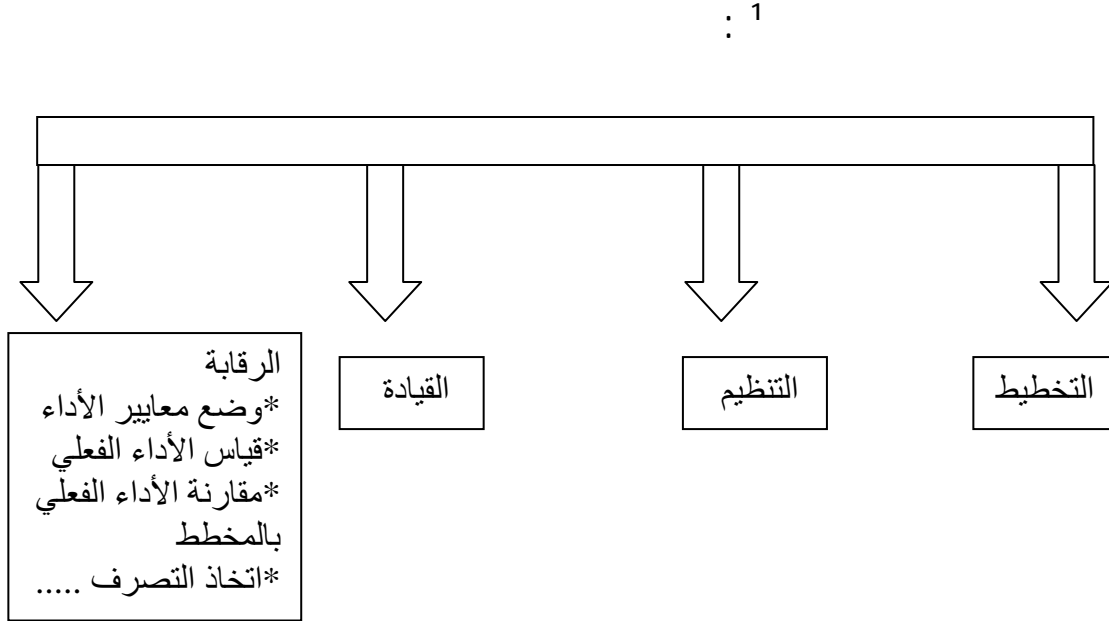 1 :
التخطيط
التنظيم
القيادة
الرقابة
*وضع معايير الأداء
*قياس الأداء الفعلي
*مقارنة الأداء الفعلي
بالمخطط
*اتخاذ التصرف .....